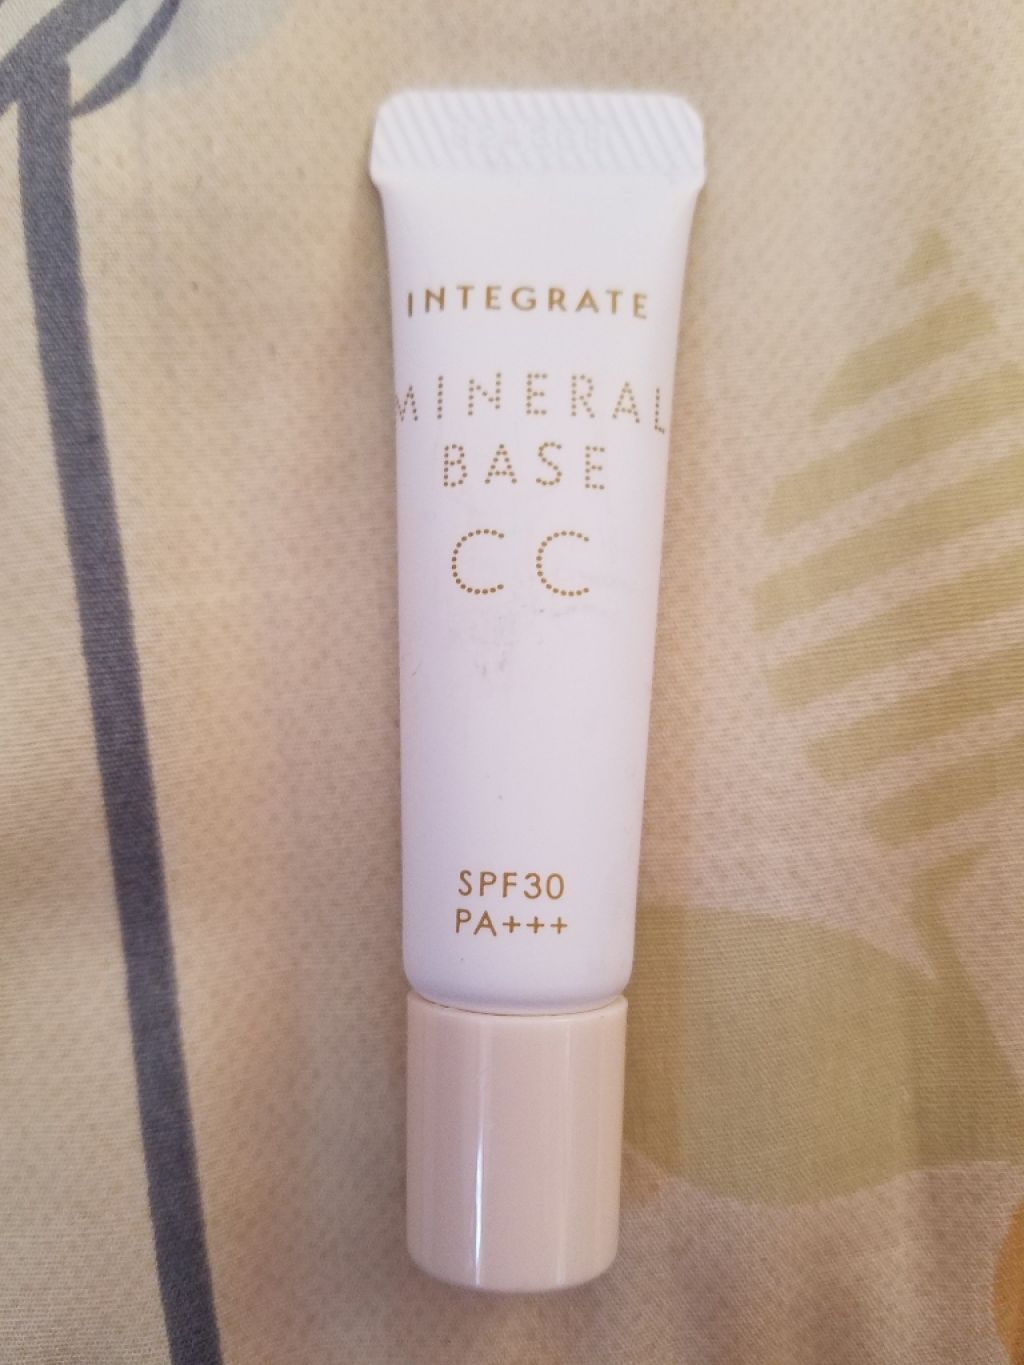 INTEGRATE
MINERAL
BASE
CC
SPF30
PA+++